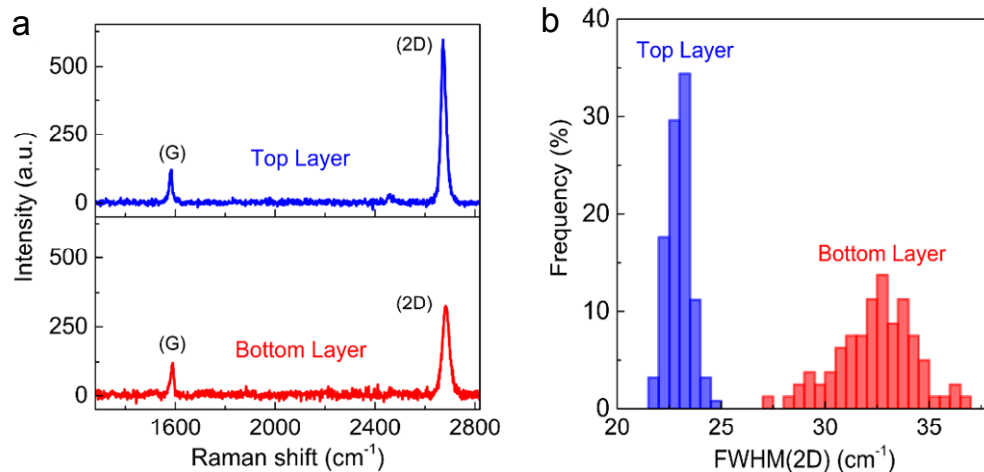 a
Intensity (a.u.)
500
250
0
500
250
0
(G)
(2D)
Top Layer
(G)
(2D)
Bottom Layer
1600
2000
2400
2800
Raman shift (cm⁻¹)
b
Frequency (%)
40
30
20
10
0
Top Layer
Bottom Layer
20
25
30
35
FWHM(2D) (cm⁻¹)